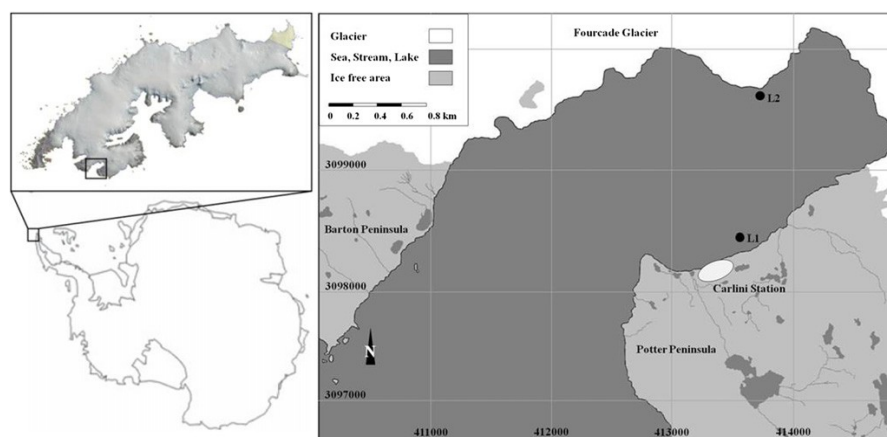 Glacier
Sea, Stream, Lake
Ice free area
0 0.2 0.4 0.6 0.8 km
Fourcade Glacier
L2
3099000
Barton Peninsula
L1
Carlini Station
3098000
N
Potter Peninsula
3097000
411000 412000 413000 414000